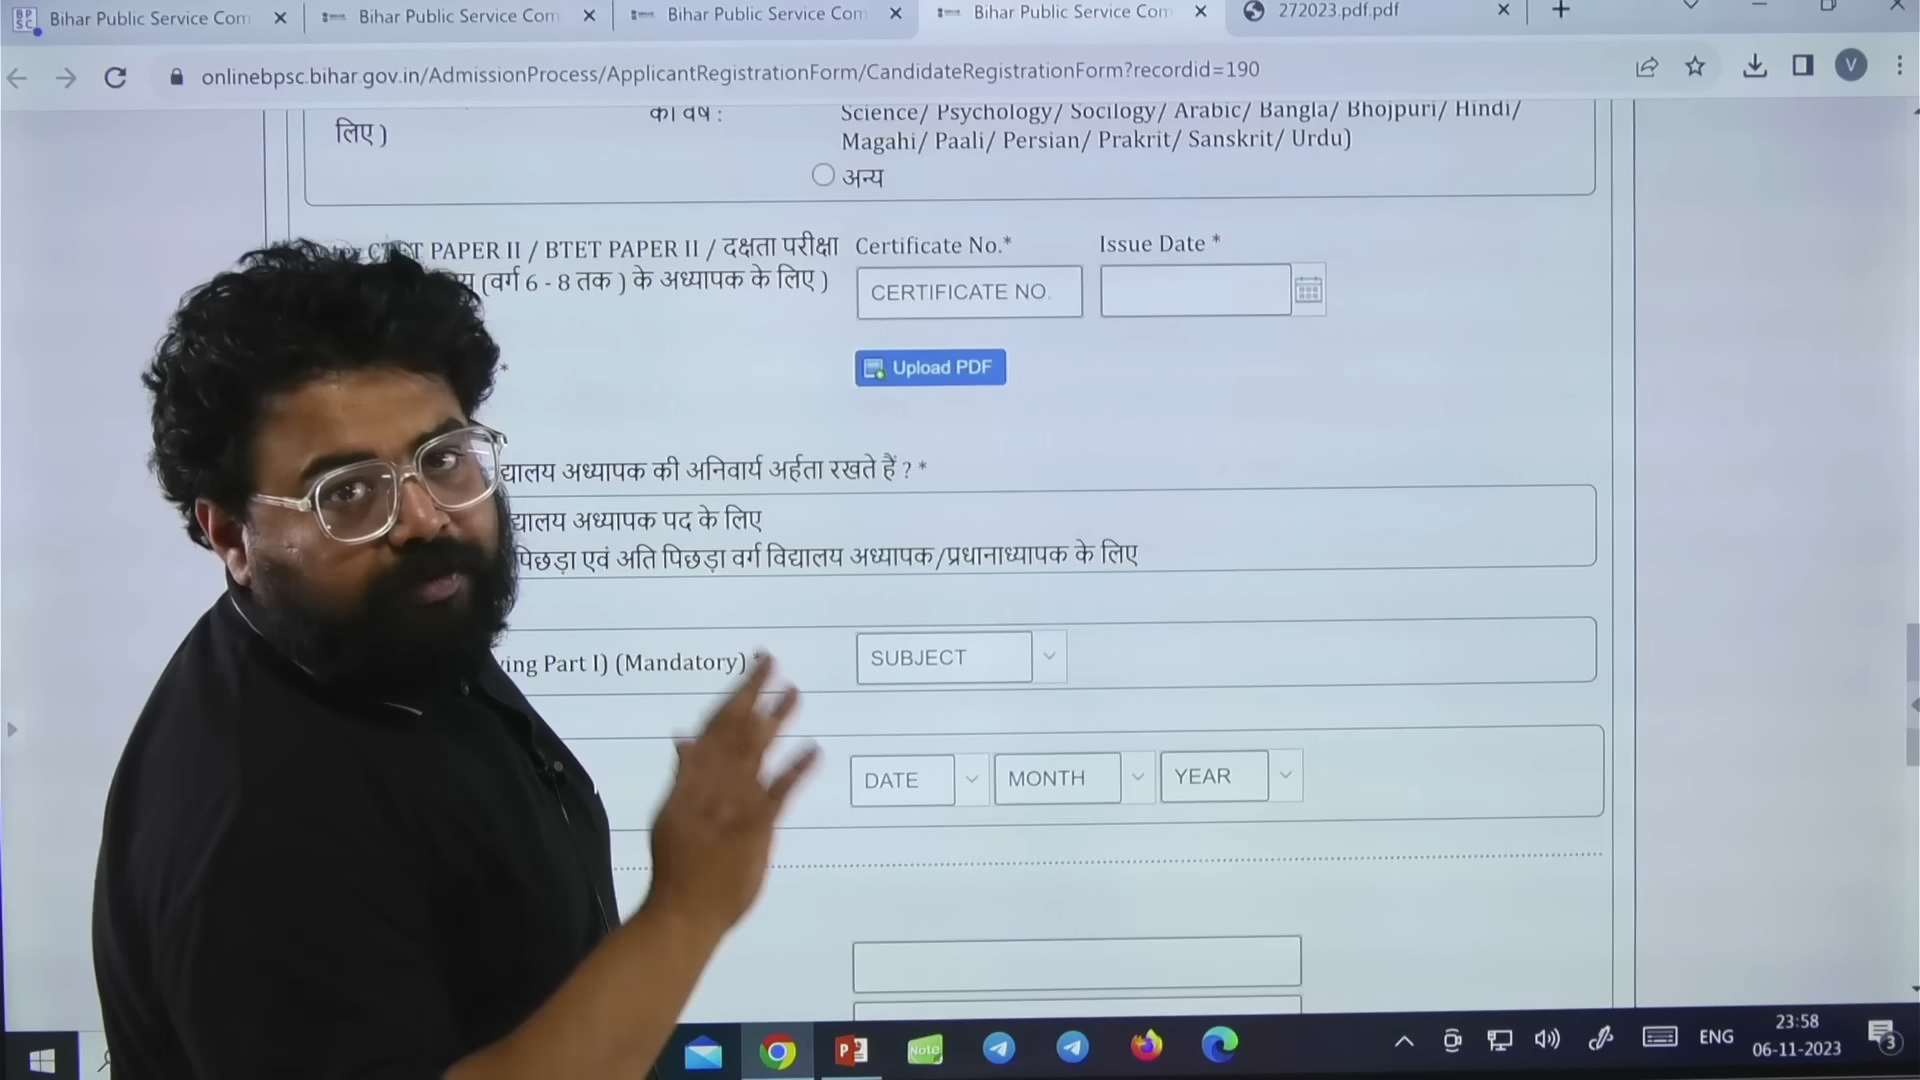 Bihar Public Service Com
Bihar Public Service Com
Bihar Public Service Com
Bihar Public Service Com
272023.pdf.pdf
onlinebpsc.bihar.gov.in/AdmissionProcess/ApplicantRegistrationForm/CandidateRegistrationForm?recordid=190
V
लिए )
का वर्ष :
Science/ Psychology/ Socilogy/ Arabic/ Bangla/ Bhojpuri/ Hindi/
Magahi/ Paali/ Persian/ Prakrit/ Sanskrit/ Urdu)
अन्य
PAPER II / BTET PAPER II / दक्षता परीक्षा
(वर्ग 6 - 8 तक ) के अध्यापक के लिए )
Certificate No.*
Issue Date *
CERTIFICATE NO.
*
Upload PDF
अध्यापक की अनिवार्य अर्हता रखते हैं ? *
अध्यापक पद के लिए
पिछड़ा एवं अति पिछड़ा वर्ग विद्यालय अध्यापक/प्रधानाध्यापक के लिए
Part I) (Mandatory) *
SUBJECT
DATE
MONTH
YEAR
Note
ENG
23:58
06-11-2023
3